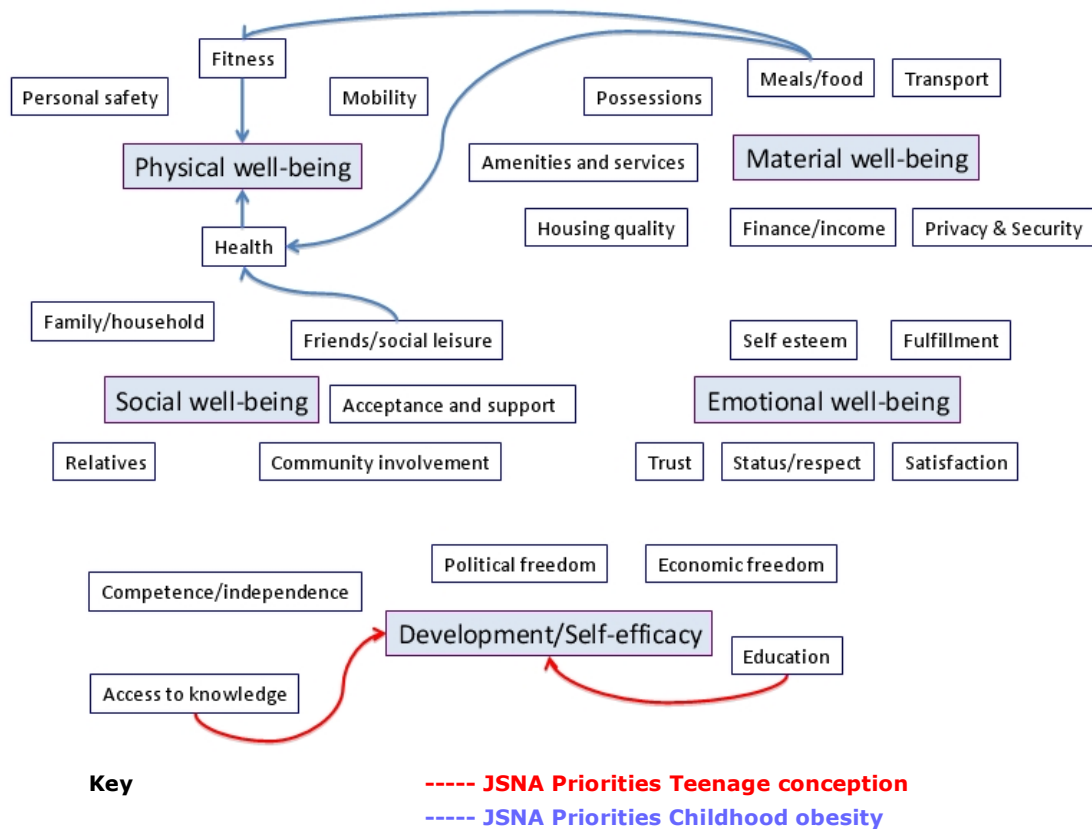 Fitness
Meals/food
Transport
Personal safety
Mobility
Possessions
Physical well-being
Amenities and services
Material well-being
Housing quality
Finance/income
Privacy & Security
Health
Family/household
Friends/social leisure
Self esteem
Fulfillment
Social well-being
Acceptance and support
Emotional well-being
Relatives
Community involvement
Trust
Status/respect
Satisfaction
Political freedom
Economic freedom
Competence/independence
Development/Self-efficacy
Education
Access to knowledge
Key
----- JSNA Priorities Teenage conception
----- JSNA Priorities Childhood obesity